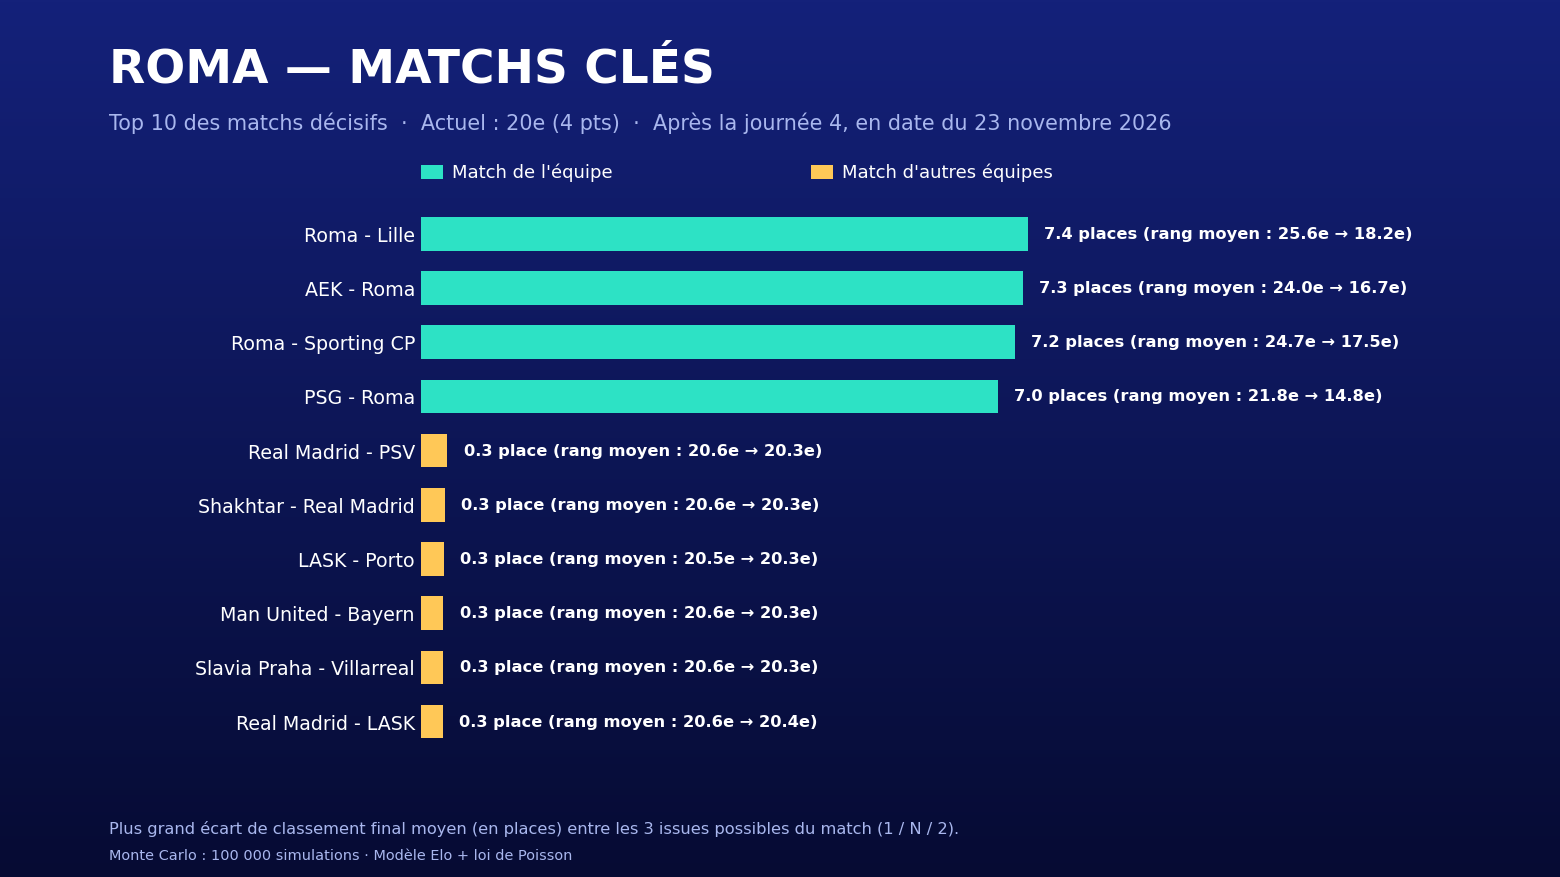 ROMA — MATCHS CLÉS
Top 10 des matchs décisifs · Actuel : 20e (4 pts) · Après la journée 4, en date du 23 novembre 2026
Match de l'équipe
Match d'autres équipes
Roma - Lille 7.4 places (rang moyen : 25.6e → 18.2e)
AEK - Roma 7.3 places (rang moyen : 24.0e → 16.7e)
Roma - Sporting CP 7.2 places (rang moyen : 24.7e → 17.5e)
PSG - Roma 7.0 places (rang moyen : 21.8e → 14.8e)
Real Madrid - PSV 0.3 place (rang moyen : 20.6e → 20.3e)
Shakhtar - Real Madrid 0.3 place (rang moyen : 20.6e → 20.3e)
LASK - Porto 0.3 place (rang moyen : 20.5e → 20.3e)
Man United - Bayern 0.3 place (rang moyen : 20.6e → 20.3e)
Slavia Praha - Villarreal 0.3 place (rang moyen : 20.6e → 20.3e)
Real Madrid - LASK 0.3 place (rang moyen : 20.6e → 20.4e)
Plus grand écart de classement final moyen (en places) entre les 3 issues possibles du match (1 / N / 2).
Monte Carlo : 100 000 simulations · Modèle Elo + loi de Poisson